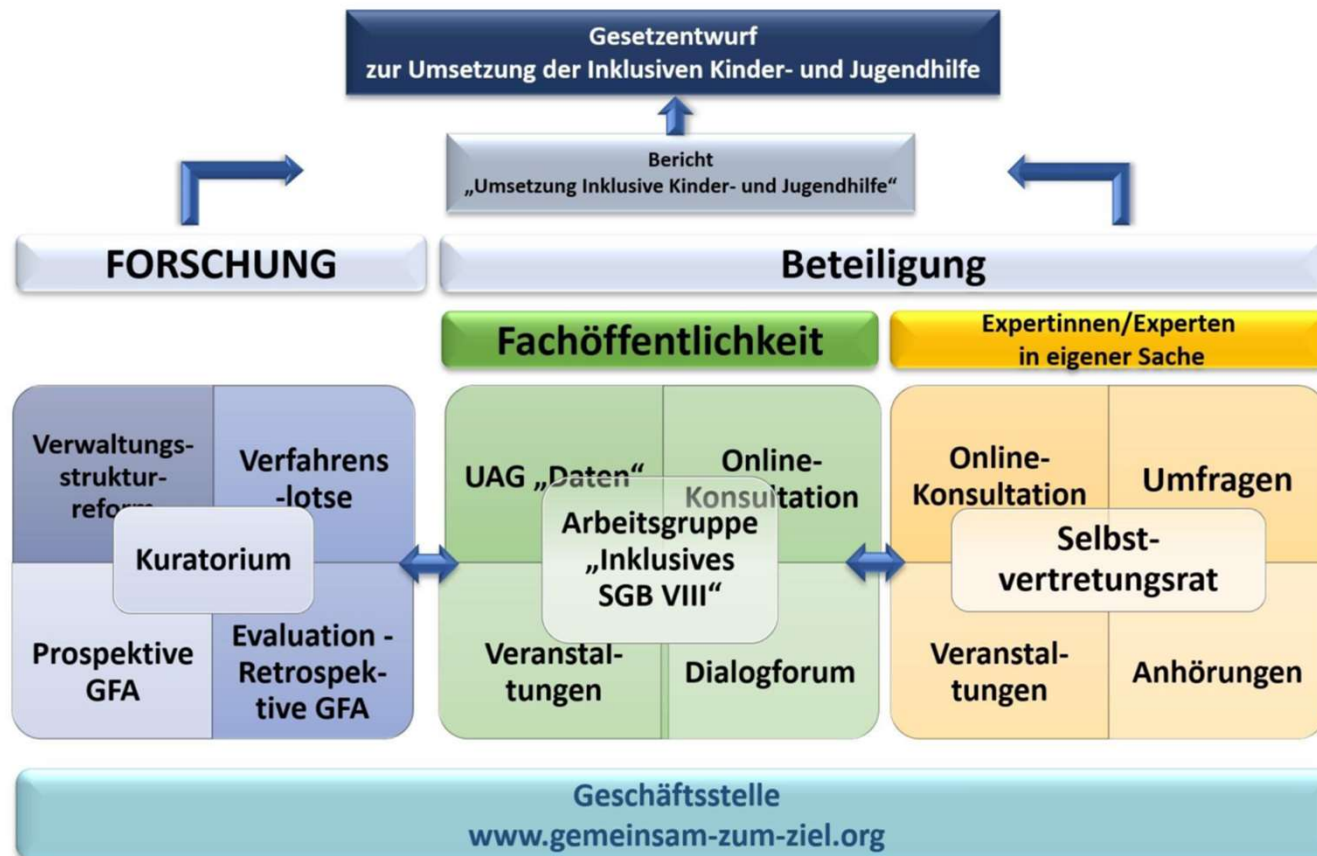 Gesetzentwurf
zur Umsetzung der Inklusiven Kinder- und Jugendhilfe
Bericht
„Umsetzung Inklusive Kinder- und Jugendhilfe“
FORSCHUNG
Beteiligung
Fachöffentlichkeit
Expertinnen/Experten
in eigener Sache
Verwaltungs-
struktur-
reform
Verfahrens
-lotse
Kuratorium
Prospektive
GFA
Evaluation -
Retrospek-
tive GFA
UAG „Daten“
Online-
Konsultation
Arbeitsgruppe
„Inklusives
SGB VIII“
Veranstal-
tungen
Dialogforum
Online-
Konsultation
Umfragen
Selbst-
vertretungsrat
Veranstal-
tungen
Anhörungen
Geschäftsstelle
www.gemeinsam-zum-ziel.org